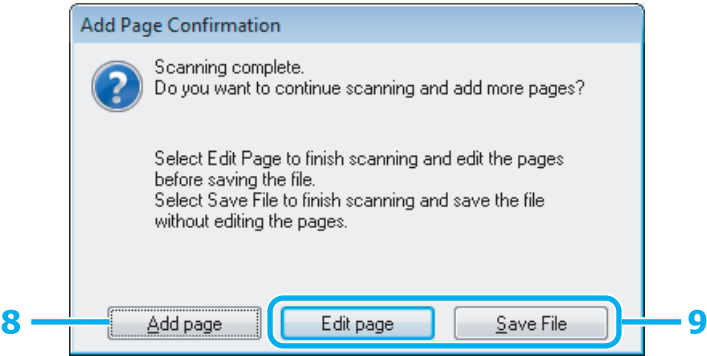 Add Page Confirmation
Scanning complete.
Do you want to continue scanning and add more pages?
Select Edit Page to finish scanning and edit the pages
before saving the file.
Select Save File to finish scanning and save the file
without editing the pages.
8 Add page Edit page Save File 9